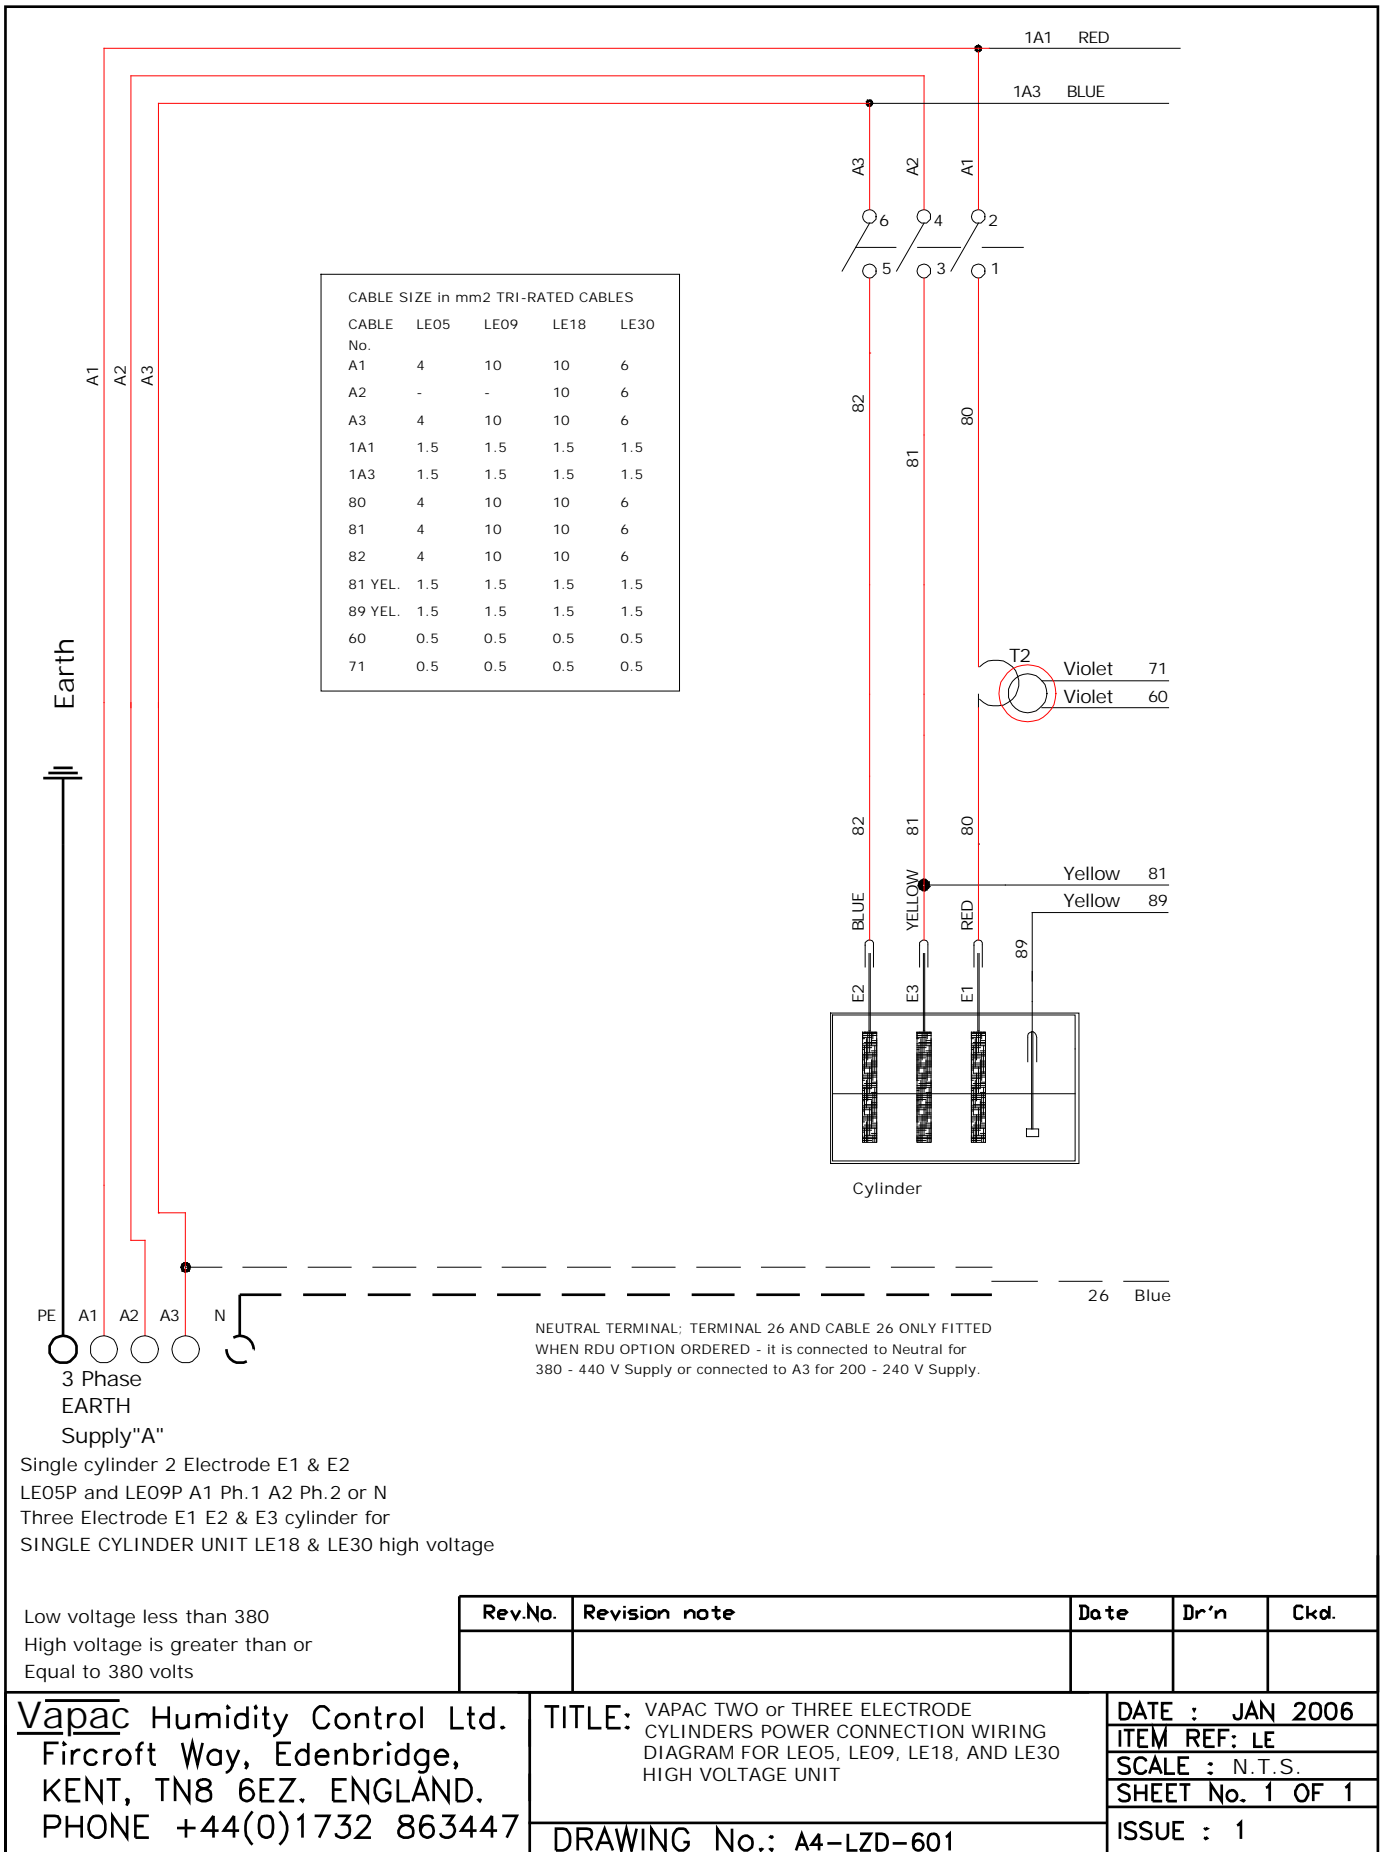 1A1 RED
1A3 BLUE
A3 A2 A1
6 4 2
5 3 1
CABLE SIZE in mm2 TRI-RATED CABLES
CABLE LE05 LE09 LE18 LE30
No.
A1 4 10 10 6
A2 - - 10 6
A3 4 10 10 6
1A1 1.5 1.5 1.5 1.5
1A3 1.5 1.5 1.5 1.5
80 4 10 10 6
81 4 10 10 6
82 4 10 10 6
81 YEL. 1.5 1.5 1.5 1.5
89 YEL. 1.5 1.5 1.5 1.5
60 0.5 0.5 0.5 0.5
71 0.5 0.5 0.5 0.5
A1 A2 A3
82 81 80
Earth
T2
Violet 71
Violet 60
82 81 80
Yellow 81
Yellow 89
BLUE YELLOW RED
89
E2 E3 E1
Cylinder
26 Blue
PE A1 A2 A3 N
NEUTRAL TERMINAL; TERMINAL 26 AND CABLE 26 ONLY FITTED
WHEN RDU OPTION ORDERED - it is connected to Neutral for
380 - 440 V Supply or connected to A3 for 200 - 240 V Supply.
3 Phase
EARTH
Supply"A"
Single cylinder 2 Electrode E1 & E2
LE05P and LE09P A1 Ph.1 A2 Ph.2 or N
Three Electrode E1 E2 & E3 cylinder for
SINGLE CYLINDER UNIT LE18 & LE30 high voltage
Low voltage less than 380
High voltage is greater than or
Equal to 380 volts
Rev.No. Revision note Date Dr'n Ckd.
Vapac Humidity Control Ltd.
Fircroft Way, Edenbridge,
KENT, TN8 6EZ. ENGLAND.
PHONE +44(0)1732 863447
TITLE: VAPAC TWO or THREE ELECTRODE
CYLINDERS POWER CONNECTION WIRING
DIAGRAM FOR LEO5, LE09, LE18, AND LE30
HIGH VOLTAGE UNIT
DRAWING No.: A4-LZD-601
DATE : JAN 2006
ITEM REF: LE
SCALE : N.T.S.
SHEET No. 1 OF 1
ISSUE : 1